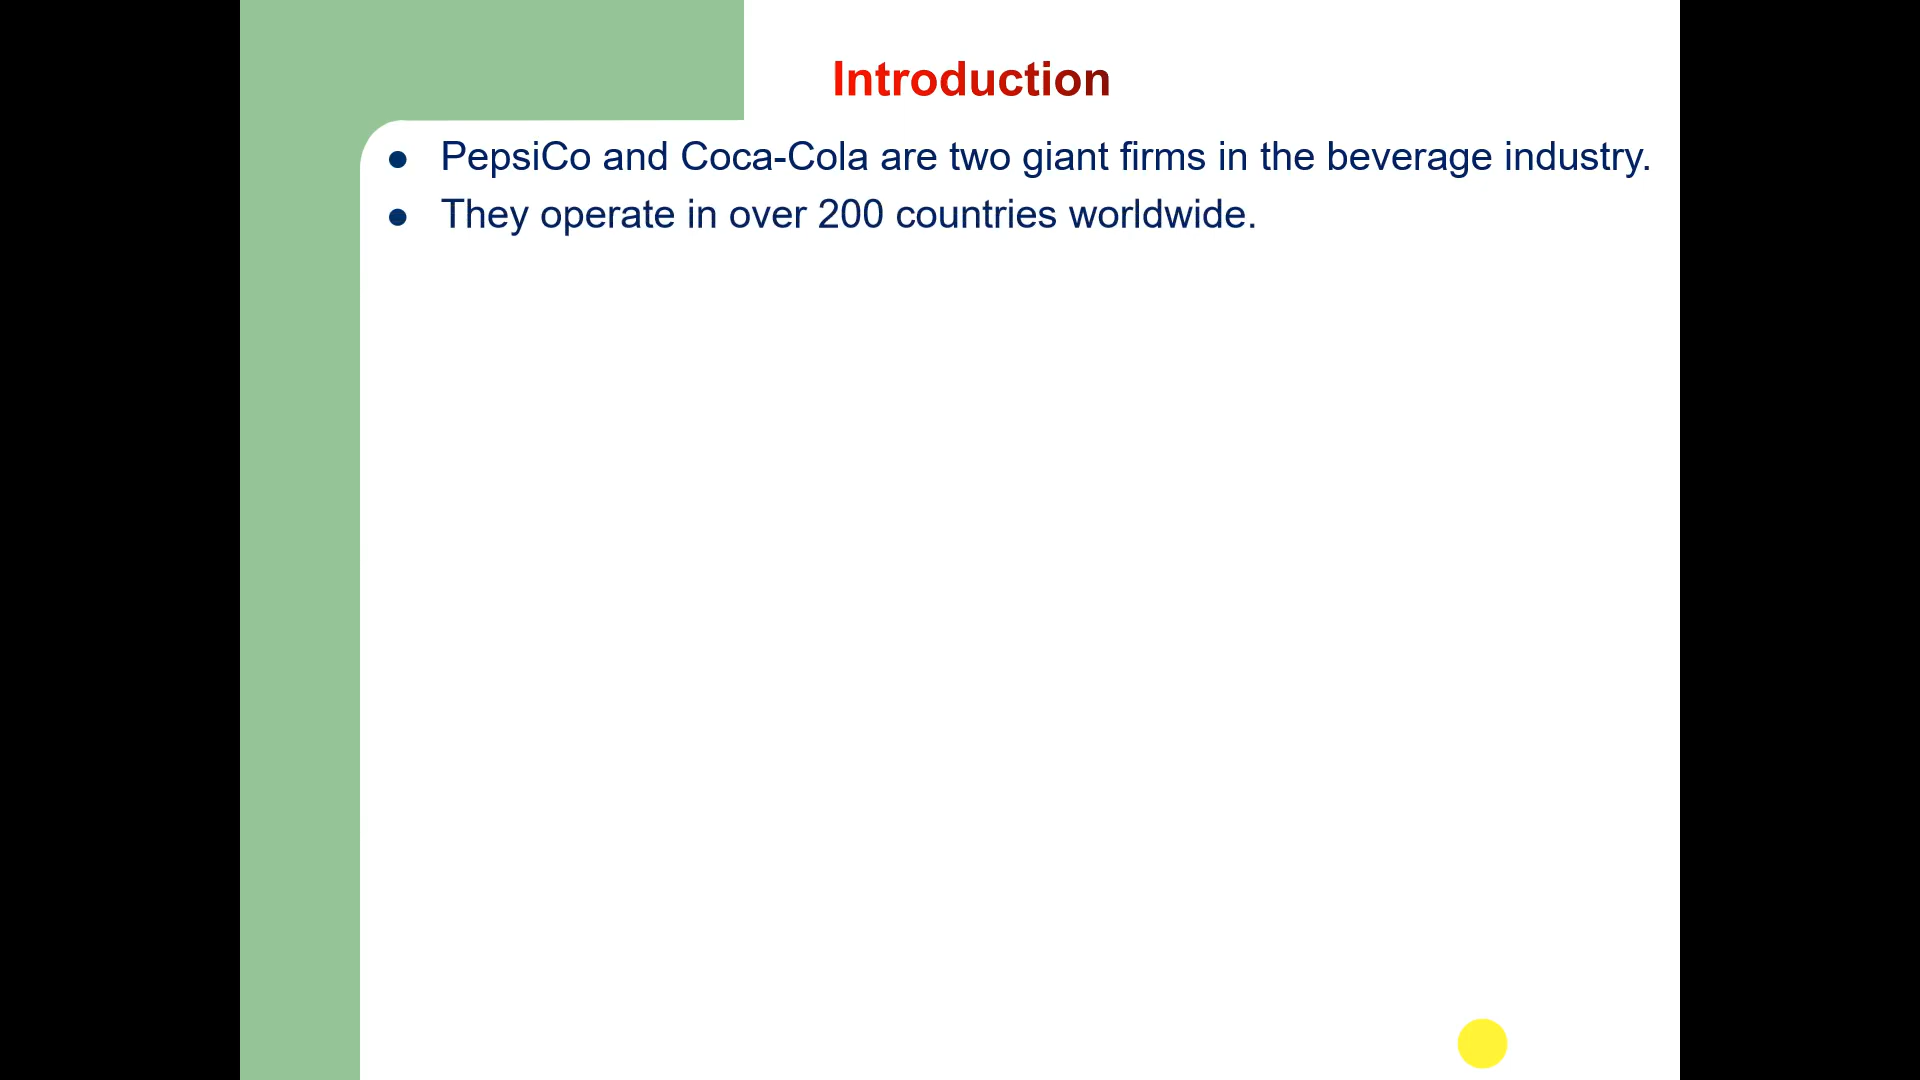 Introduction
● PepsiCo and Coca-Cola are two giant firms in the beverage industry.
● They operate in over 200 countries worldwide.